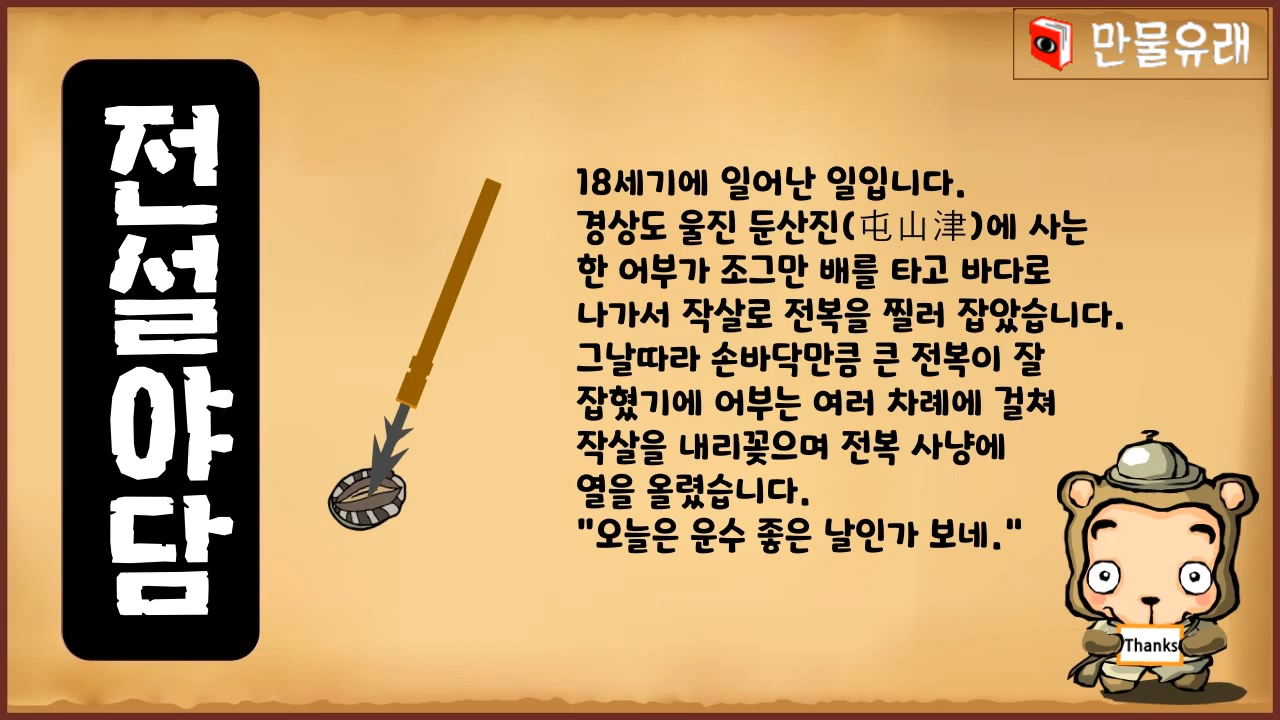 만물유래
전설야담
18세기에 일어난 일입니다.
경상도 울진 둔산진(屯山津)에 사는
한 어부가 조그만 배를 타고 바다로
나가서 작살로 전복을 찔러 잡았습니다.
그날따라 손바닥만큼 큰 전복이 잘
잡혔기에 어부는 여러 차례에 걸쳐
작살을 내리꽂으며 전복 사냥에
열을 올렸습니다.
"오늘은 운수 좋은 날인가 보네."
Thanks